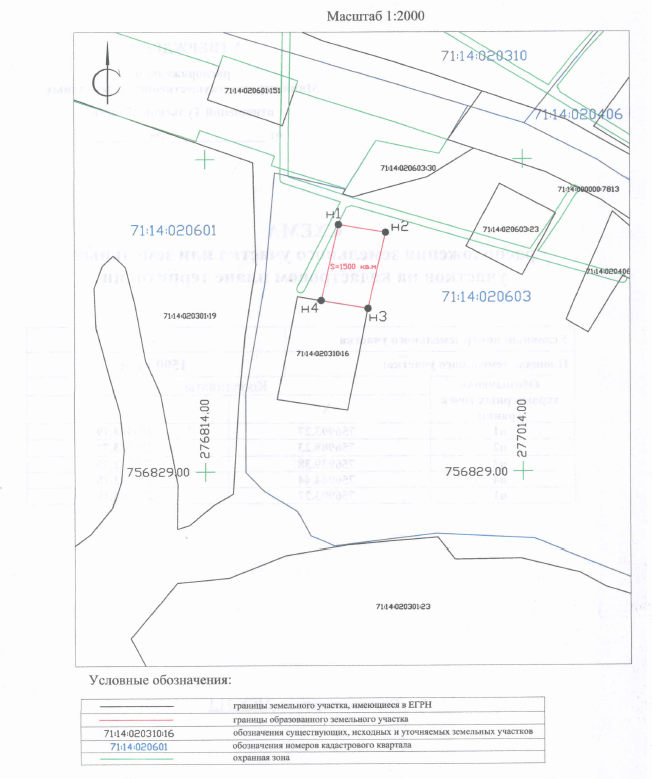 Масштаб 1:2000
71:14:020310
71:14:020601:151
71:14:020406
71:14:020603:30
71:14:000000:7813
н1
н2
71:14:020601
71:14:020603:23
S=1500 кв.м
71:14:020406
71:14:020603
н4
н3
71:14:020301:19
71:14:020310:16
276814.00
277014.00
756829.00
756829.00
71:14:020301:23
Условные обозначения:
границы земельного участка, имеющиеся в ЕГРН
границы образованного земельного участка
71:14:020310:16 обозначения существующих, исходных и уточняемых земельных участков
71:14:020601 обозначения номеров кадастрового квартала
охранная зона